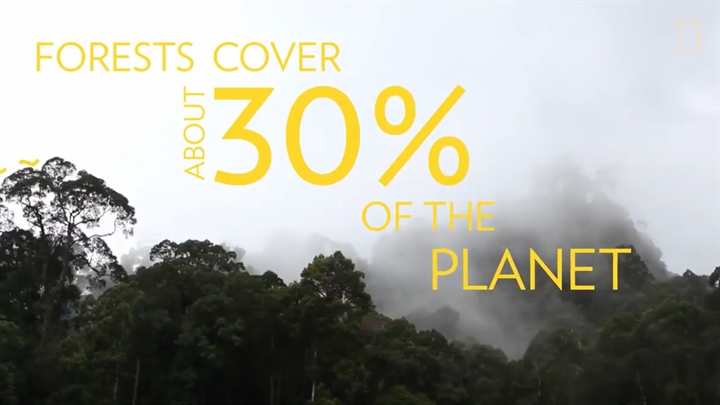 FORESTS COVER
ABOUT
30%
OF THE
PLANET